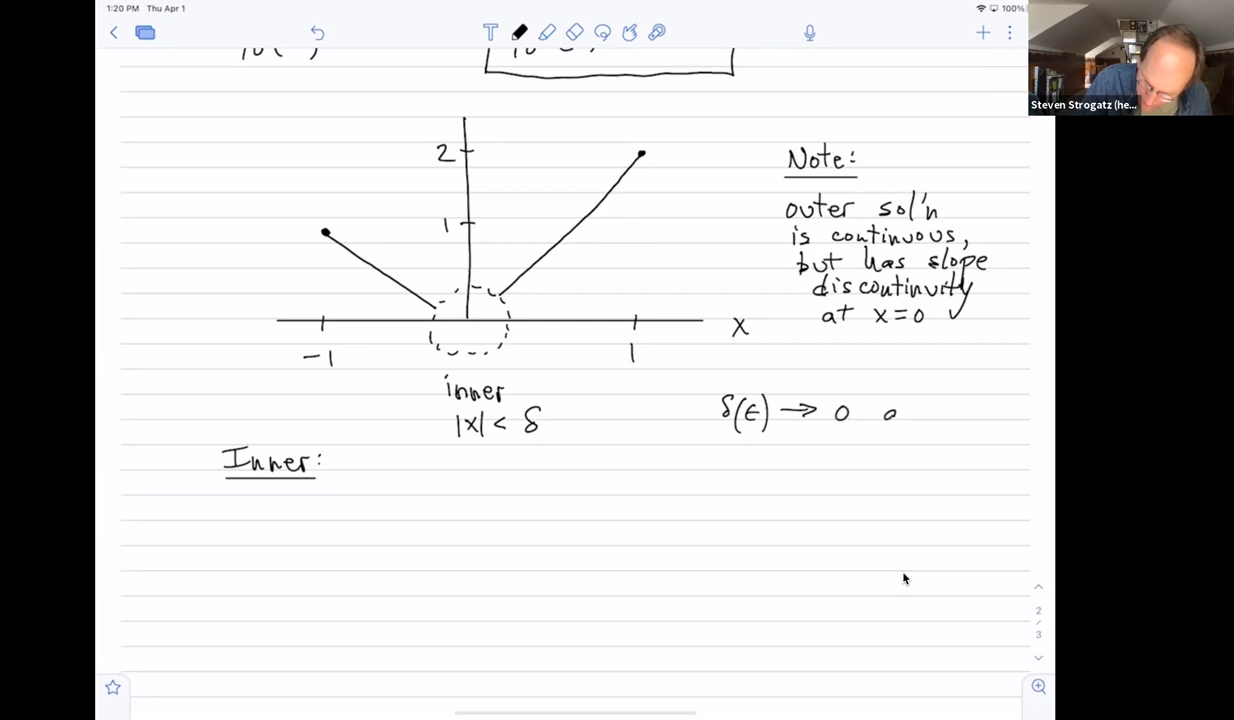 1:20 PM Thu Apr 1
100%
Steven Strogatz (he...
2
1
-1
1
x
Note:
outer sol'n
is continuous,
but has slope
discontinuity
at x=0
inner
|x| < δ
δ(ϵ) → 0 a
Inner:
2
/
3